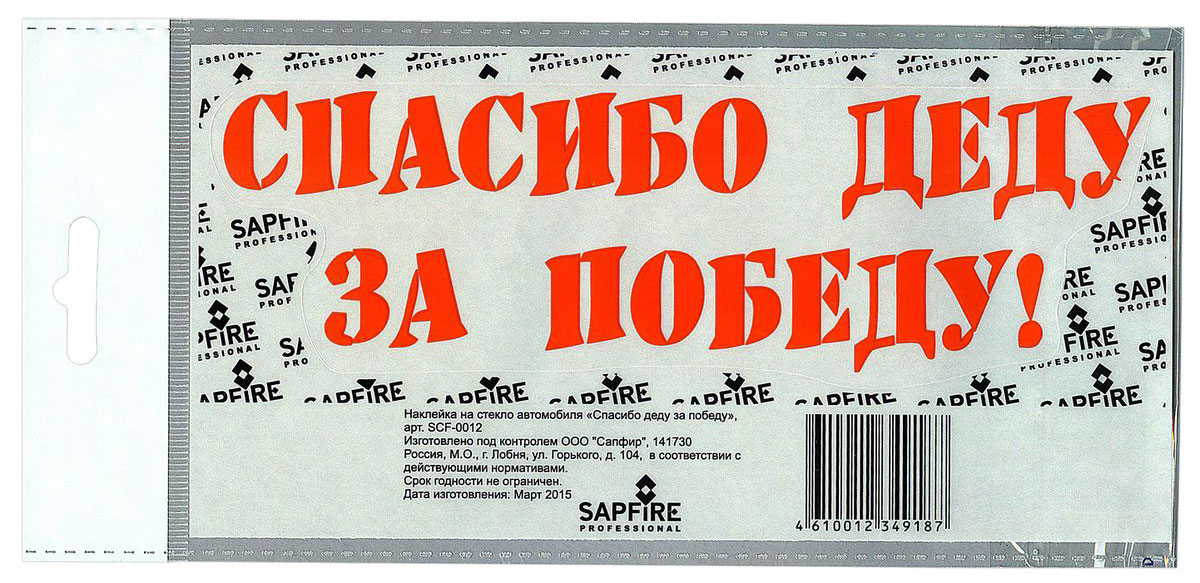 СПАСИБО ДЕДУ
ЗА ПОБЕДУ!
Наклейка на стекло автомобиля «Спасибо деду за победу»,
арт. SCF-0012
Изготовлено под контролем ООО "Сапфир", 141730
Россия, М.О., г. Лобня, ул. Горького, д. 104, в соответствии с
действующими нормативами.
Срок годности не ограничен.
Дата изготовления: Март 2015
SAPFIRE
PROFESSIONAL
4 610012 349187